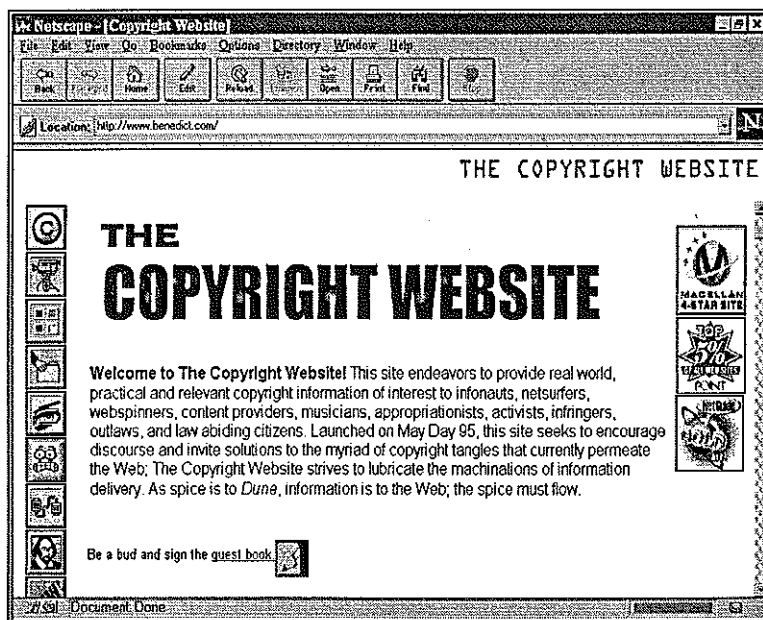 Netscape - [Copyright Website]
File Edit View Go Bookmarks Options Directory Window Help
Back Forward Home Edit Reload Images Open Print Find Stop
Location: http://www.benedict.com/
THE COPYRIGHT WEBSITE
THE
COPYRIGHT WEBSITE
MAGELLAN
4-STAR SITE
TOP
5%
OF ALL WEB SITES
POINT
Welcome to The Copyright Website! This site endeavors to provide real world,
practical and relevant copyright information of interest to infonauts, netsurfers,
webspinners, content providers, musicians, appropriationists, activists, infringers,
outlaws, and law abiding citizens. Launched on May Day 95, this site seeks to encourage
discourse and invite solutions to the myriad of copyright tangles that currently permeate
the Web; The Copyright Website strives to lubricate the machinations of information
delivery. As spice is to Dune, information is to the Web; the spice must flow.
Be a bud and sign the guest book
Document: Done